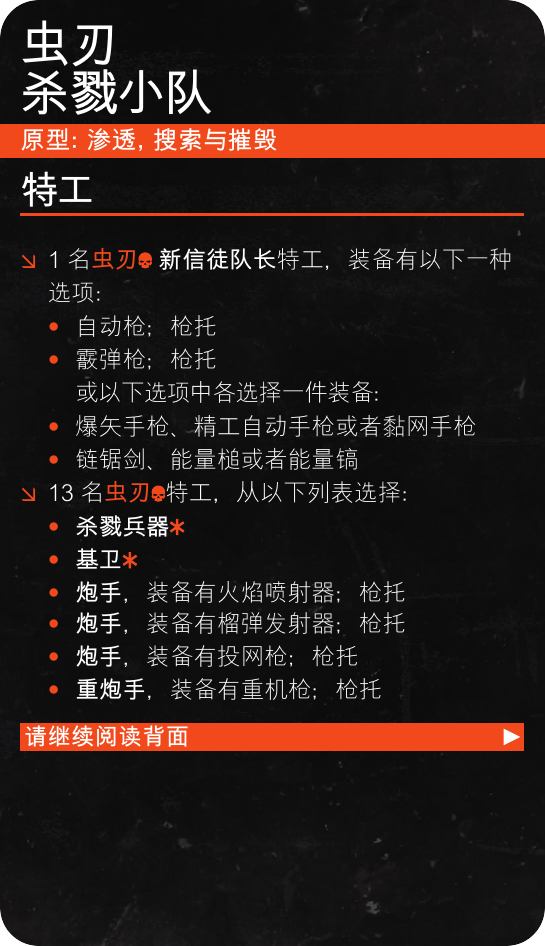 虫刃
杀戮小队
原型: 渗透, 搜索与摧毁
特工
1 名虫刃 新信徒队长特工, 装备有以下一种
选项:
自动枪; 枪托
霰弹枪; 枪托
或以下选项中各选择一件装备:
爆矢手枪、精工自动手枪或者黏网手枪
链锯剑、能量槌或者能量镐
13 名虫刃特工, 从以下列表选择:
杀戮兵器*
基卫*
炮手, 装备有火焰喷射器; 枪托
炮手, 装备有榴弹发射器; 枪托
炮手, 装备有投网枪; 枪托
重炮手, 装备有重机枪; 枪托
请继续阅读背面